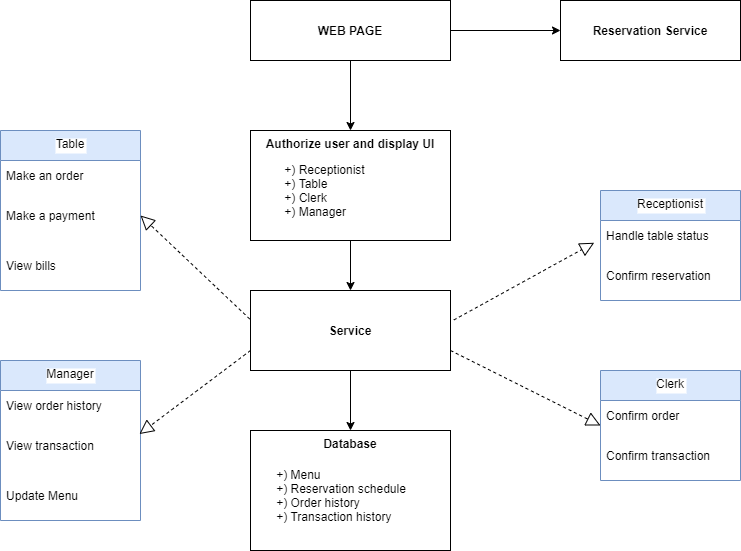 WEB PAGE
Reservation Service
Table
Make an order
Make a payment
View bills
Authorize user and display UI
+) Receptionist
+) Table
+) Clerk
+) Manager
Receptionist
Handle table status
Confirm reservation
Service
Manager
View order history
View transaction
Update Menu
Clerk
Confirm order
Confirm transaction
Database
+) Menu
+) Reservation schedule
+) Order history
+) Transaction history